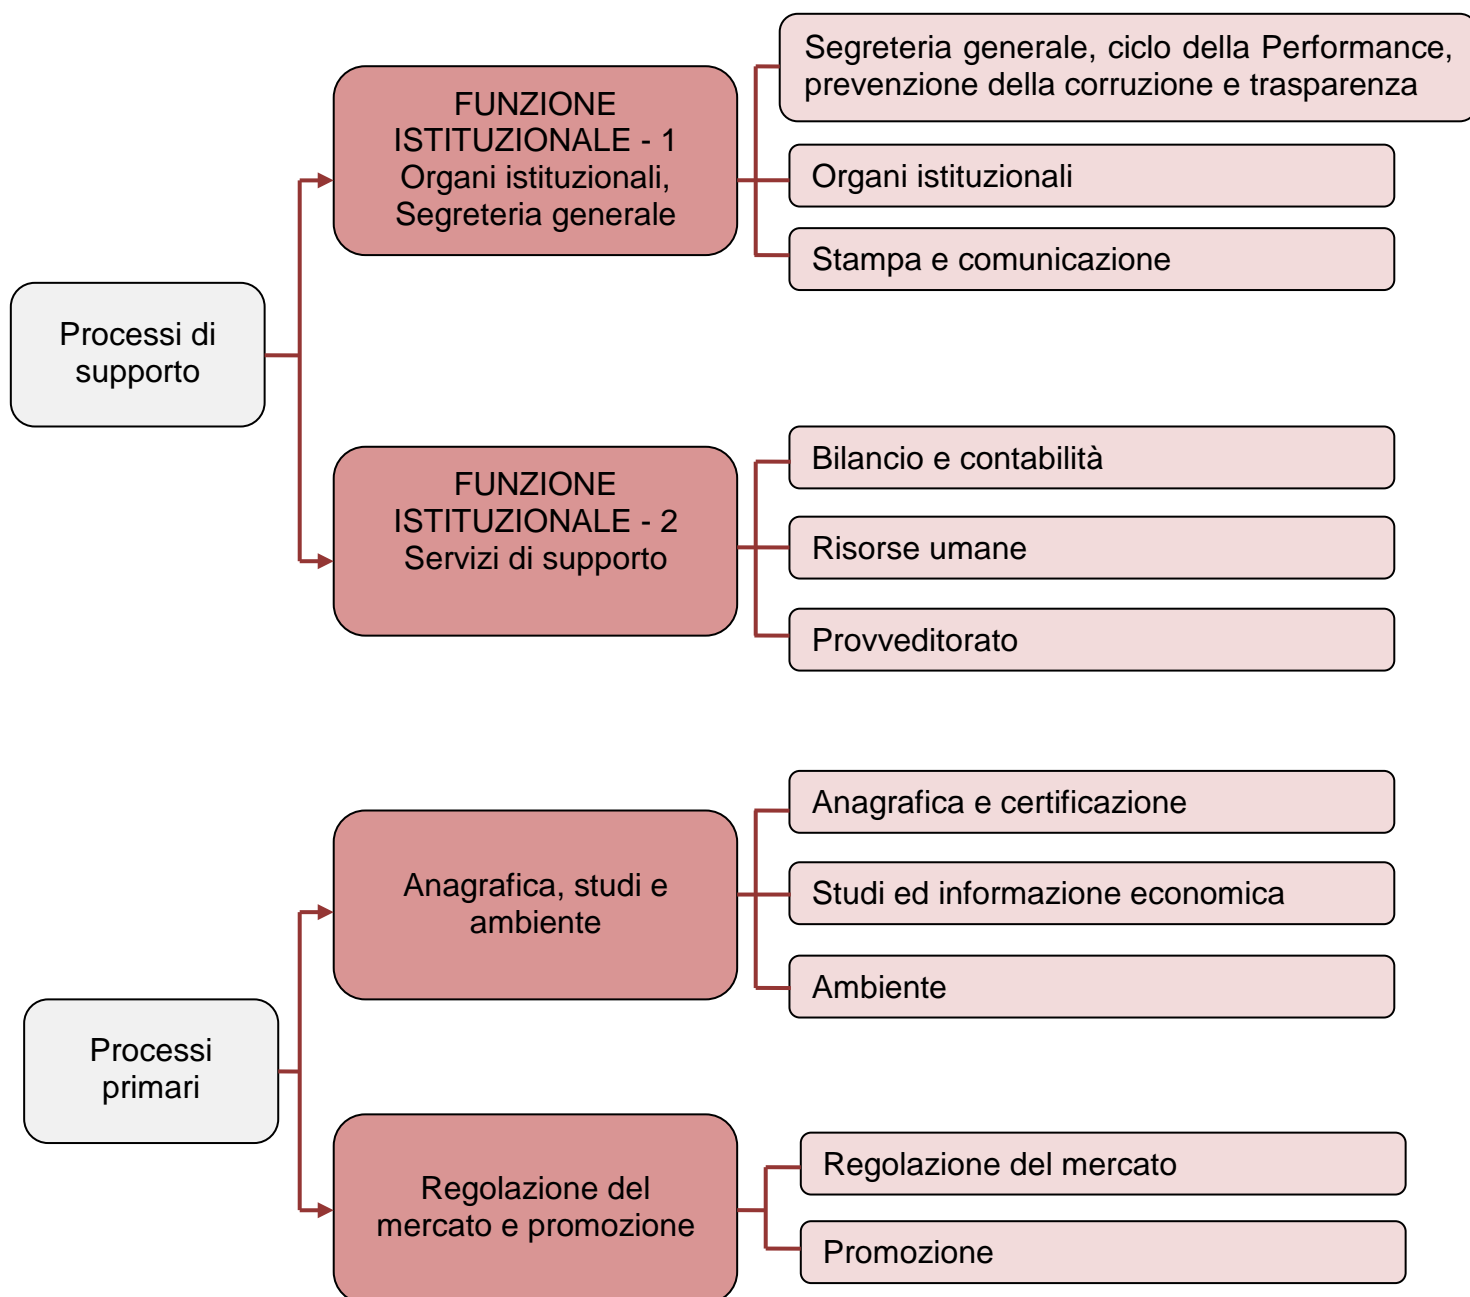 Segreteria generale, ciclo della Performance,
prevenzione della corruzione e trasparenza
FUNZIONE
ISTITUZIONALE - 1
Organi istituzionali,
Segreteria generale
Organi istituzionali
Stampa e comunicazione
Processi di
supporto
FUNZIONE
ISTITUZIONALE - 2
Servizi di supporto
Bilancio e contabilità
Risorse umane
Provveditorato
Anagrafica, studi e
ambiente
Anagrafica e certificazione
Studi ed informazione economica
Ambiente
Processi
primari
Regolazione del
mercato e promozione
Regolazione del mercato
Promozione